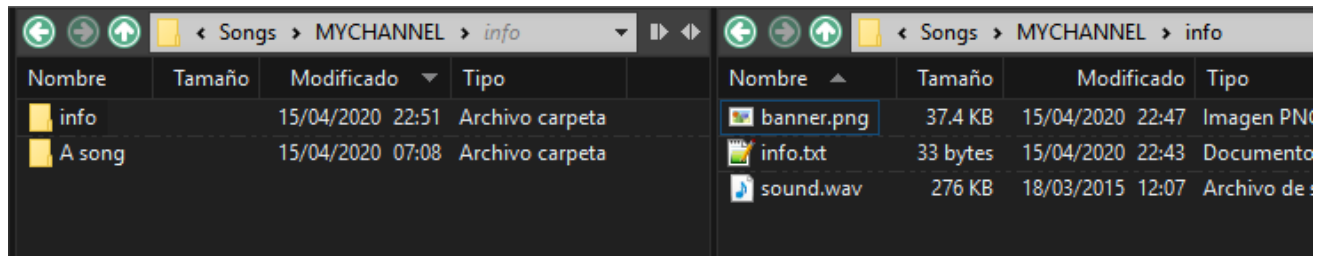 Songs MYCHANNEL info
Nombre Tamaño Modificado Tipo
info 15/04/2020 22:51 Archivo carpeta
A song 15/04/2020 07:08 Archivo carpeta
Songs MYCHANNEL info
Nombre Tamaño Modificado Tipo
banner.png 37.4 KB 15/04/2020 22:47 Imagen PNG
info.txt 33 bytes 15/04/2020 22:43 Documento
sound.wav 276 KB 18/03/2015 12:07 Archivo de